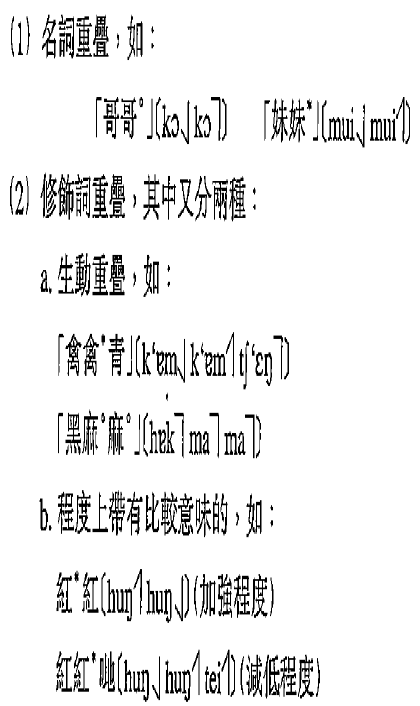 (1) 名詞重疊，如：
「哥哥°」(kɔ˩ kɔ˥) 「妹妹*」(mui˩ mui˧˥)
(2) 修飾詞重疊，其中又分兩種：
a. 生動重疊，如：
「禽禽*青」(k‘ɐm˩ k‘ɐm˧˥ tʃ‘ɛŋ˥)
「黑麻°麻°」(hɐk˥ ma˥ ma˥)
b. 程度上帶有比較意味的，如：
紅*紅(huŋ˧˥ huŋ˩)(加強程度)
紅紅*哋(huŋ˩ huŋ˧˥ tei˧˥)(減低程度)